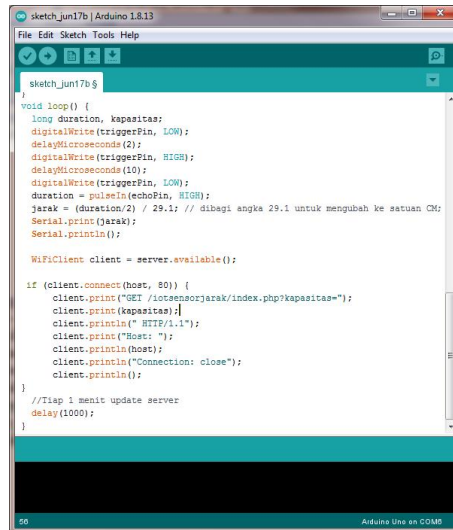 sketch_jun17b | Arduino 1.8.13
File Edit Sketch Tools Help
sketch_jun17b §
}
void loop() {
long duration, kapasitas;
digitalWrite(triggerPin, LOW);
delayMicroseconds(2);
digitalWrite(triggerPin, HIGH);
delayMicroseconds(10);
digitalWrite(triggerPin, LOW);
duration = pulseIn(echoPin, HIGH);
jarak = (duration/2) / 29.1; // dibagi angka 29.1 untuk mengubah ke satuan CM;
Serial.print(jarak);
Serial.println();
WiFiClient client = server.available();
if (client.connect(host, 80)) {
client.print("GET /iotsensorjarak/index.php?kapasitas=");
client.print(kapasitas);
client.println(" HTTP/1.1");
client.print("Host: ");
client.println(host);
client.println("Connection: close");
client.println();
}
//Tiap 1 menit update server
delay(1000);
}
56
Arduino Uno on COM6